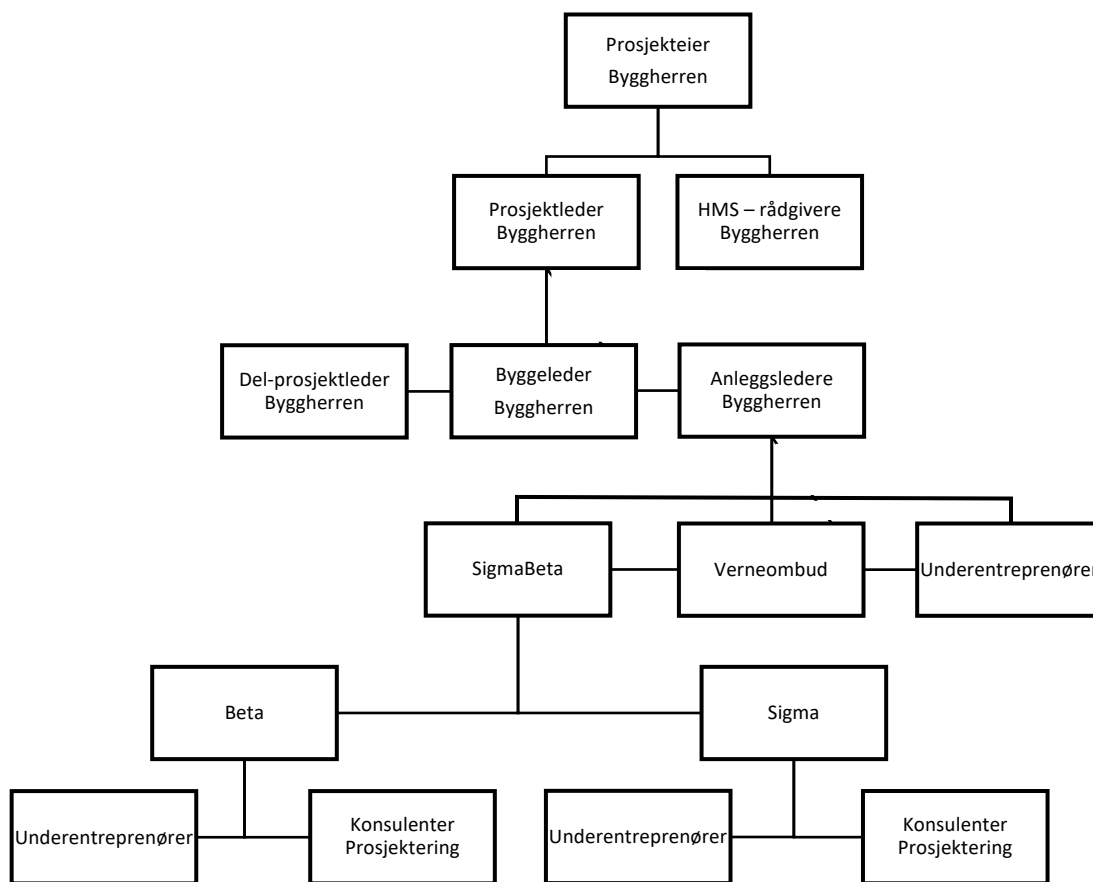 Prosjekteier
Byggherren
Prosjektleder
Byggherren
HMS – rådgivere
Byggherren
Del-prosjektleder
Byggherren
Byggeleder
Byggherren
Anleggsledere
Byggherren
SigmaBeta
Verneombud
Underentreprenører
Beta
Sigma
Underentreprenører
Konsulenter
Prosjektering
Underentreprenører
Konsulenter
Prosjektering